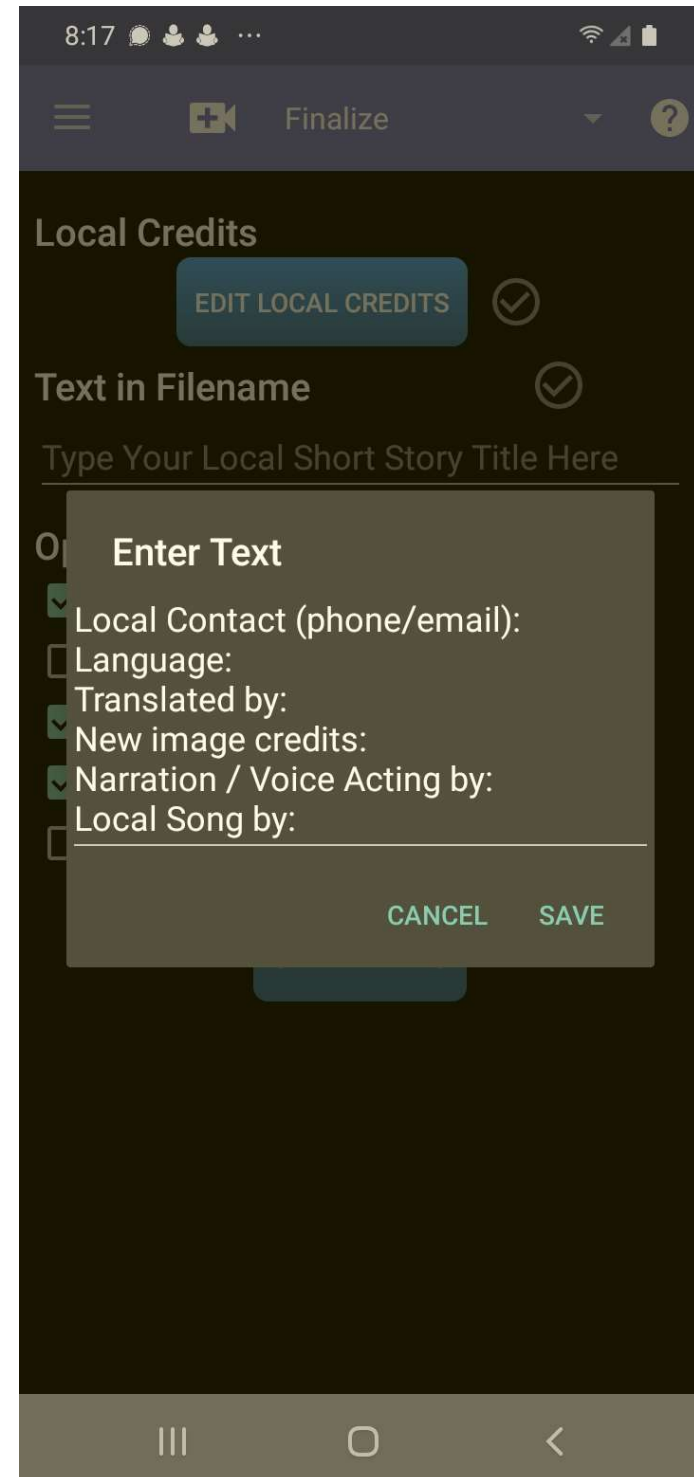 8:17
Finalize
Local Credits
EDIT LOCAL CREDITS
Text in Filename
Type Your Local Short Story Title Here
Op
Enter Text
Local Contact (phone/email):
Language:
Translated by:
New image credits:
Narration / Voice Acting by:
Local Song by:
CANCEL SAVE